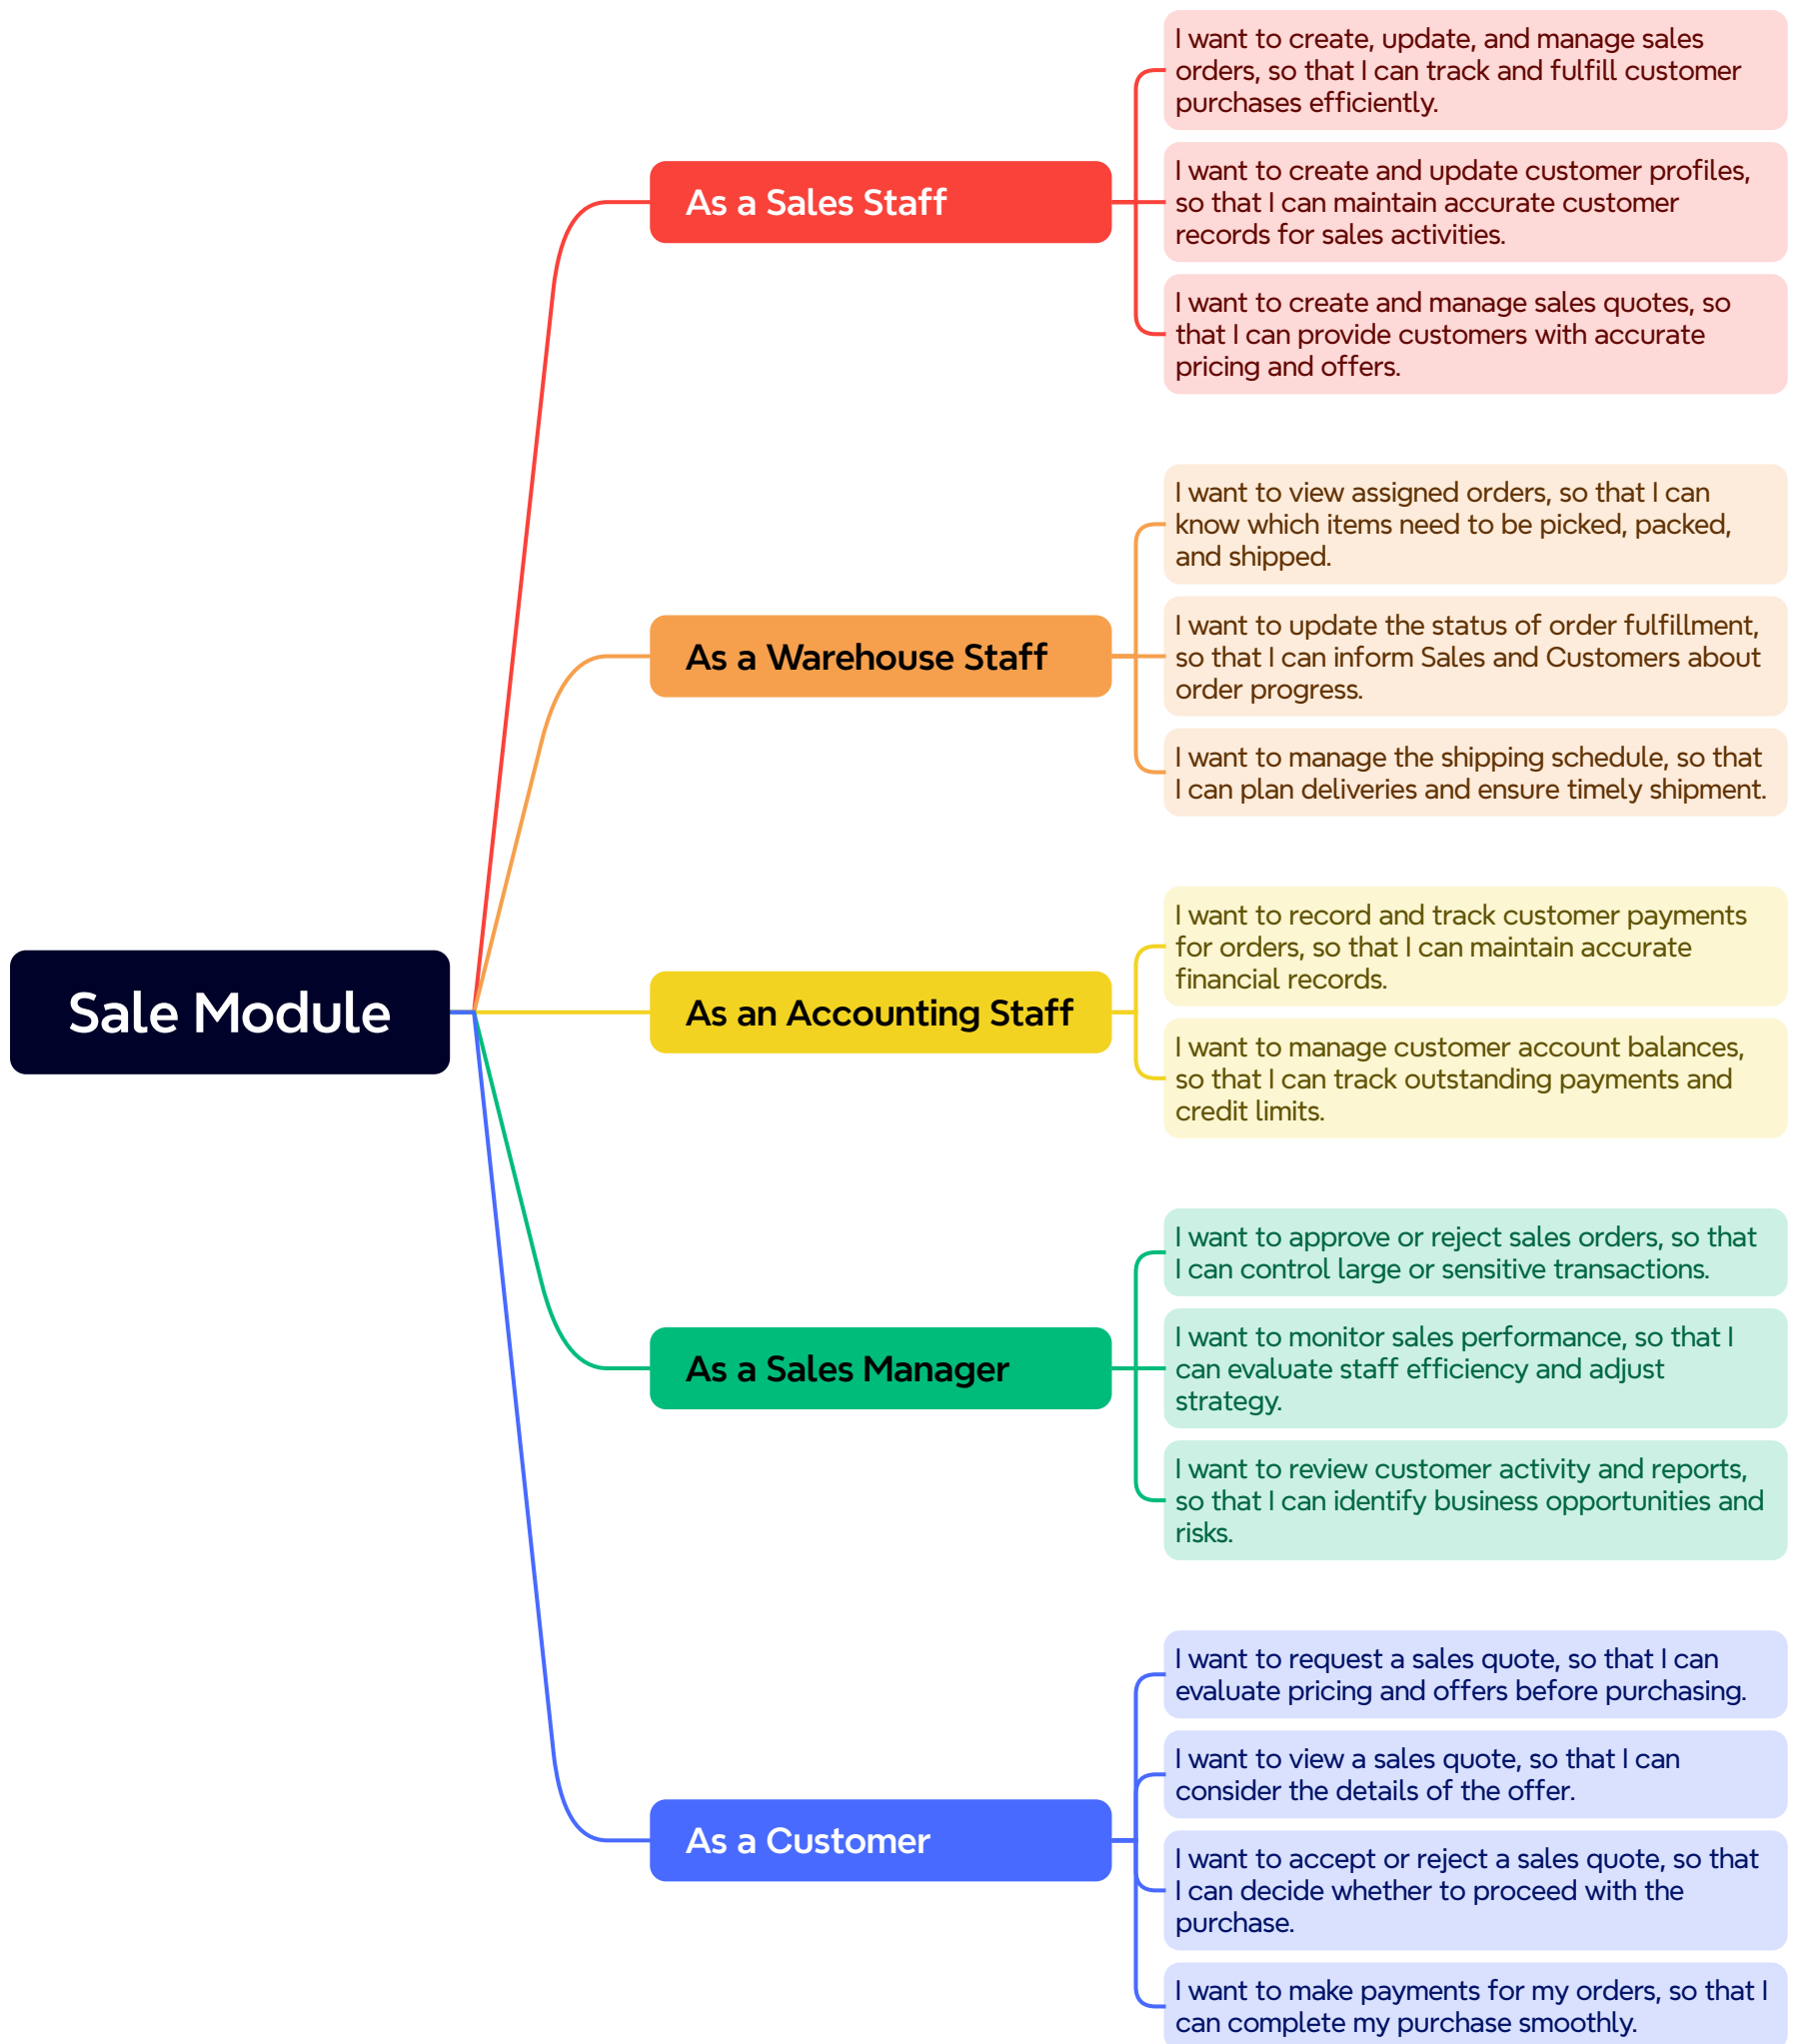 Sale Module
As a Sales Staff
I want to create, update, and manage sales
orders, so that I can track and fulfill customer
purchases efficiently.
I want to create and update customer profiles,
so that I can maintain accurate customer
records for sales activities.
I want to create and manage sales quotes, so
that I can provide customers with accurate
pricing and offers.
As a Warehouse Staff
I want to view assigned orders, so that I can
know which items need to be picked, packed,
and shipped.
I want to update the status of order fulfillment,
so that I can inform Sales and Customers about
order progress.
I want to manage the shipping schedule, so that
I can plan deliveries and ensure timely shipment.
As an Accounting Staff
I want to record and track customer payments
for orders, so that I can maintain accurate
financial records.
I want to manage customer account balances,
so that I can track outstanding payments and
credit limits.
As a Sales Manager
I want to approve or reject sales orders, so that
I can control large or sensitive transactions.
I want to monitor sales performance, so that I
can evaluate staff efficiency and adjust
strategy.
I want to review customer activity and reports,
so that I can identify business opportunities and
risks.
As a Customer
I want to request a sales quote, so that I can
evaluate pricing and offers before purchasing.
I want to view a sales quote, so that I can
consider the details of the offer.
I want to accept or reject a sales quote, so that
I can decide whether to proceed with the
purchase.
I want to make payments for my orders, so that I
can complete my purchase smoothly.